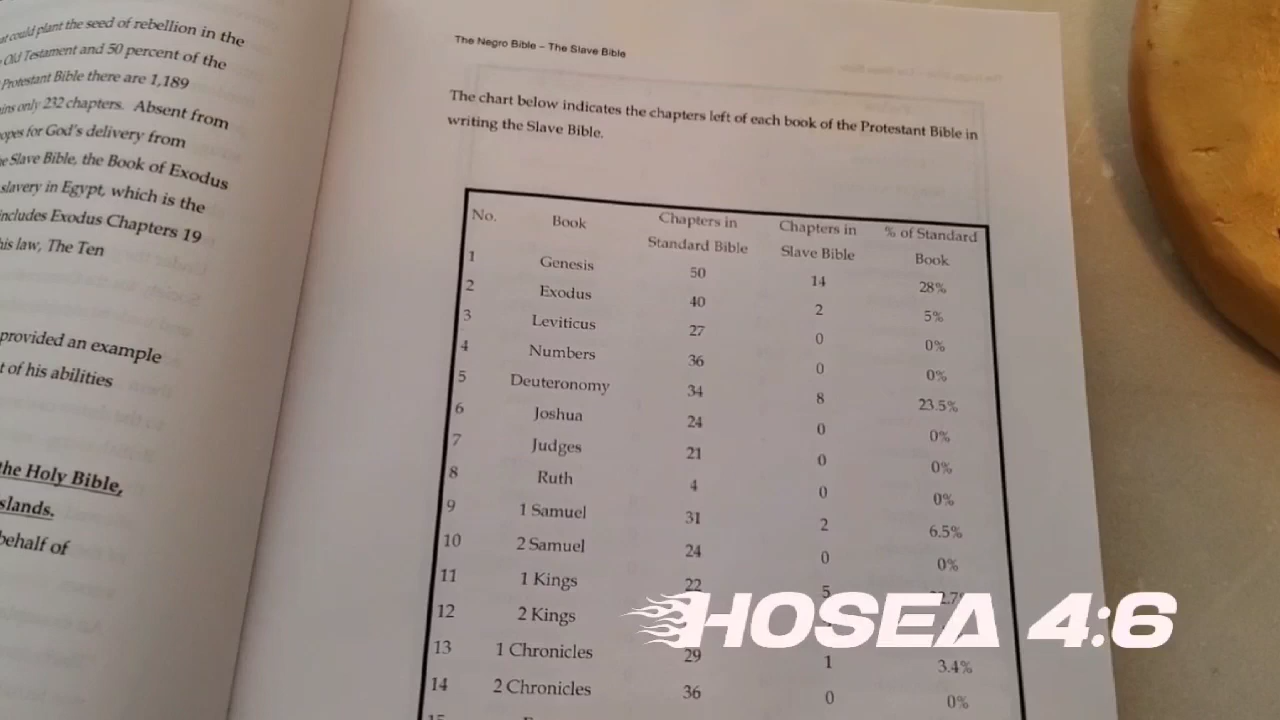 at could plant the seed of rebellion in the
Old Testament and 50 percent of the
Protestant Bible there are 1,189
only 232 chapters. Absent from
for God's delivery from
Slave Bible, the Book of Exodus
slavery in Egypt, which is the
includes Exodus Chapters 19
his law, The Ten
provided an example
of his abilities
the Holy Bible,
behalf of
The Negro Bible – The Slave Bible
The chart below indicates the chapters left of each book of the Protestant Bible in
writing the Slave Bible.
No. Book Chapters in Standard Bible Chapters in Slave Bible % of Standard Book
1 Genesis 50 14 28%
2 Exodus 40 2 5%
3 Leviticus 27 0 0%
4 Numbers 36 0 0%
5 Deuteronomy 34 8 23.5%
6 Joshua 24 0 0%
7 Judges 21 0 0%
8 Ruth 4 0 0%
9 1 Samuel 31 2 6.5%
10 2 Samuel 24 0 0%
11 1 Kings 22 5
12 2 Kings
13 1 Chronicles 29 1 3.4%
14 2 Chronicles 36 0 0%
HOSEA 4:6